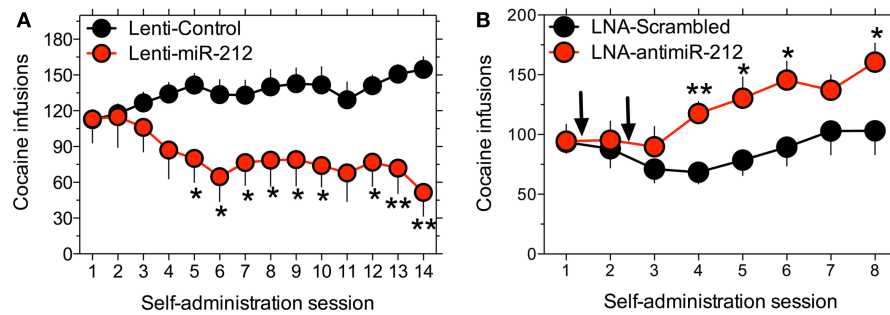 A
Lenti-Control
Lenti-miR-212
180
150
120
90
60
30
0
Cocaine infusions
* * * * * * * ** **
1 2 3 4 5 6 7 8 9 10 11 12 13 14
Self-administration session
B
LNA-Scrambled
LNA-antimiR-212
200
150
100
50
0
Cocaine infusions
** * * *
1 2 3 4 5 6 7 8
Self-administration session